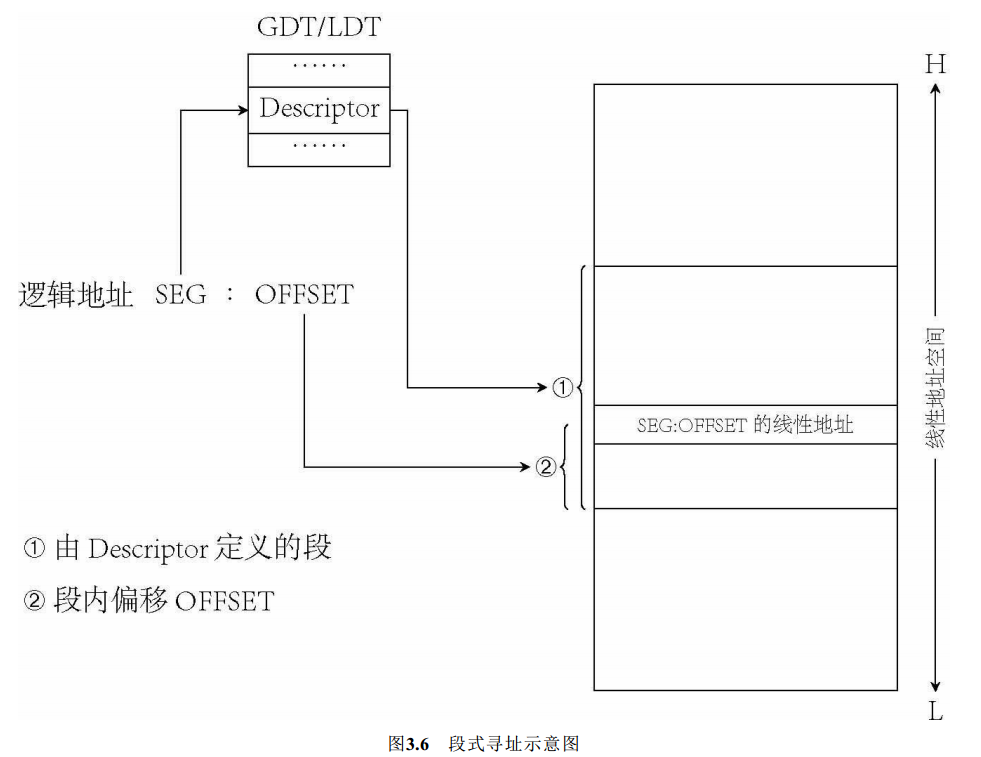 GDT/LDT
······
Descriptor
······
H
逻辑地址 SEG : OFFSET
①
SEG:OFFSET 的线性地址
线性地址空间
②
① 由 Descriptor 定义的段
② 段内偏移 OFFSET
L
图3.6 段式寻址示意图